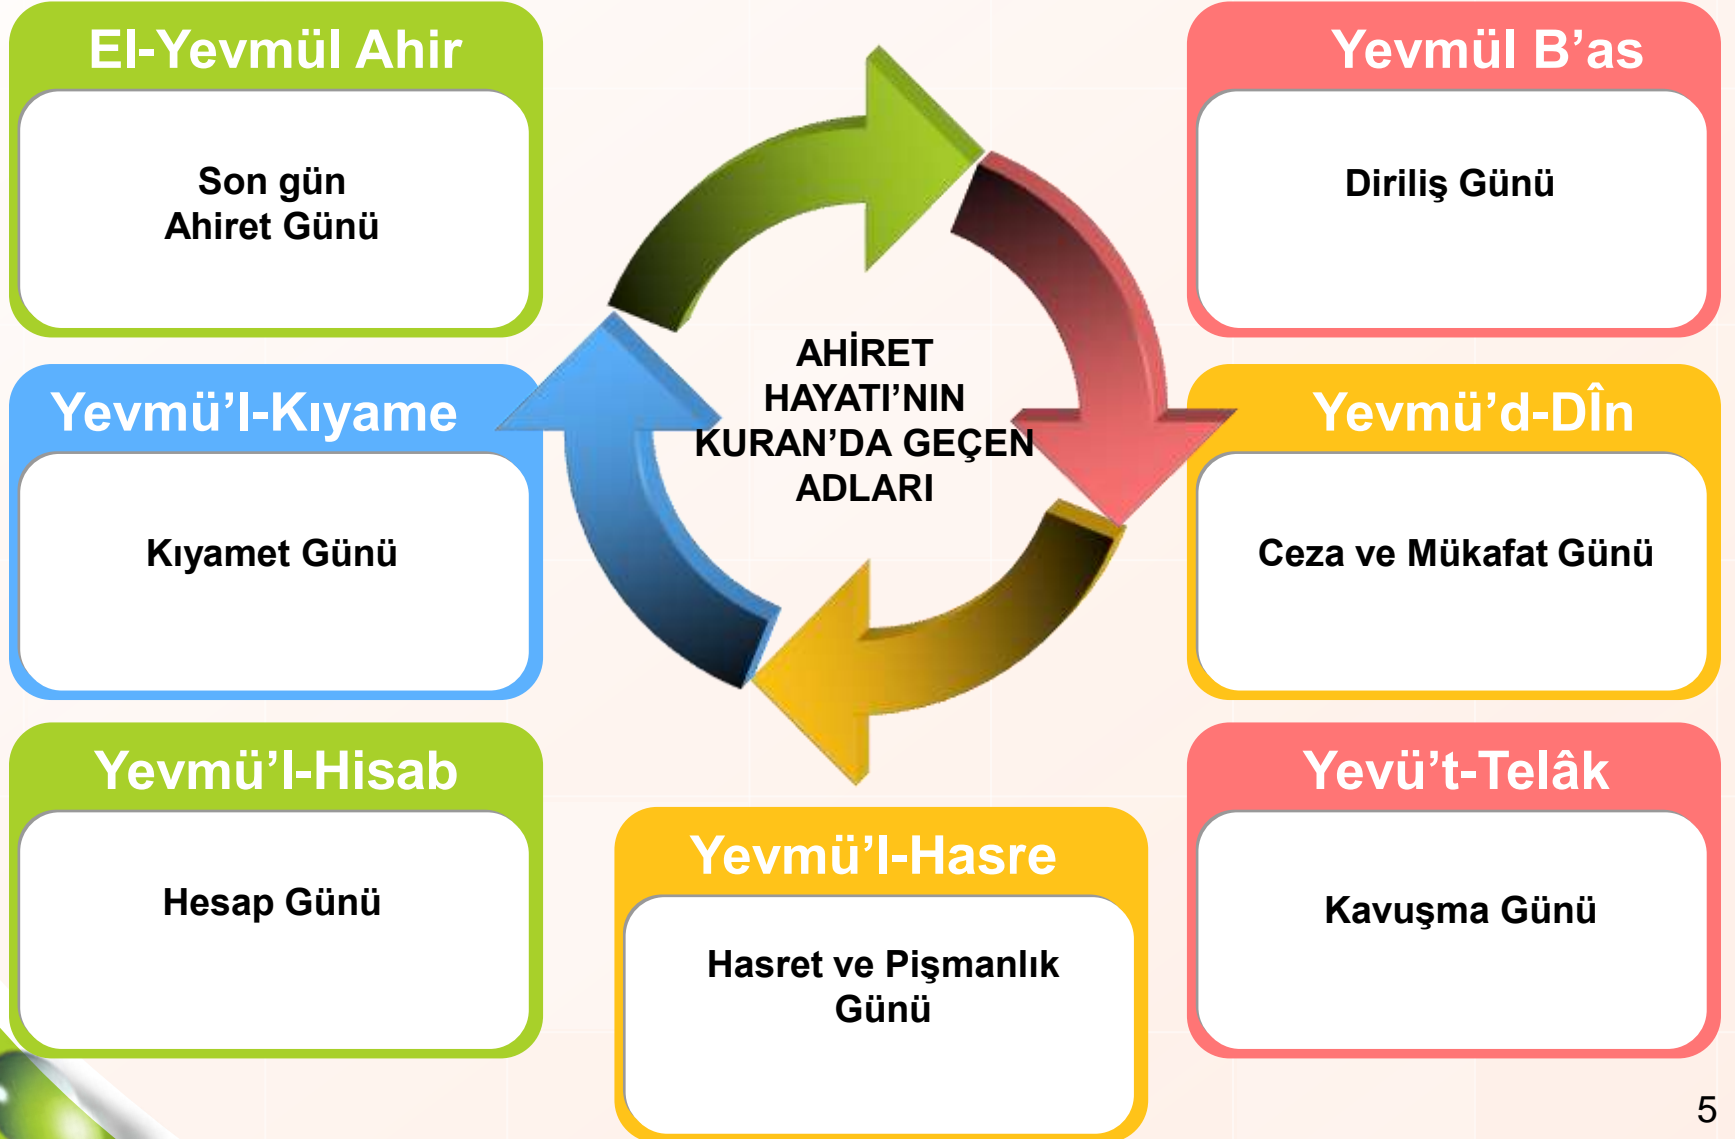 El-Yevmül Ahir
Son gün
Ahiret Günü
Yevmül B’as
Diriliş Günü
AHİRET
HAYATI’NIN
KURAN’DA GEÇEN
ADLARI
Yevmü’l-Kıyame
Kıyamet Günü
Yevmü’d-DÎn
Ceza ve Mükafat Günü
Yevmü’l-Hisab
Hesap Günü
Yevmü’l-Hasre
Hasret ve Pişmanlık
Günü
Yevü’t-Telâk
Kavuşma Günü
5